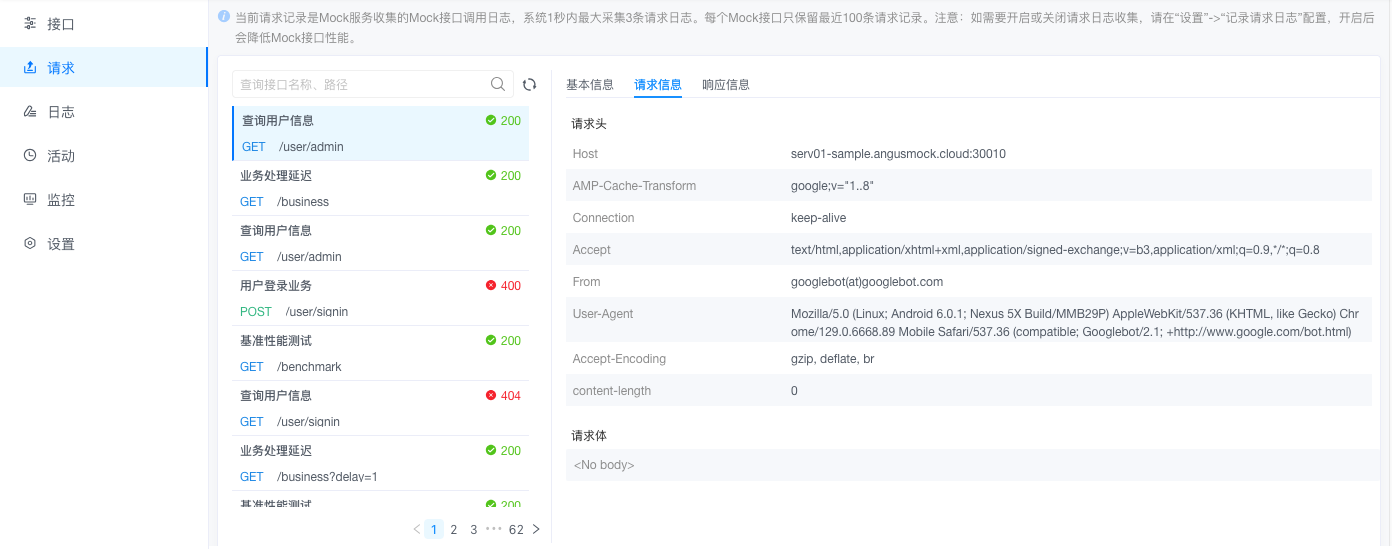 接口
请求
日志
活动
监控
设置
当前请求记录是Mock服务收集的Mock接口调用日志，系统1秒内最大采集3条请求日志。每个Mock接口只保留最近100条请求记录。注意：如需要开启或关闭请求日志收集，请在“设置”->“记录请求日志”配置，开启后
会降低Mock接口性能。
查询接口名称、路径
查询用户信息 200
GET /user/admin
业务处理延迟 200
GET /business
查询用户信息 200
GET /user/admin
用户登录业务 400
POST /user/signin
基准性能测试 200
GET /benchmark
查询用户信息 404
GET /user/signin
业务处理延迟 200
GET /business?delay=1
基准性能测试 200
< 1 2 3 ••• 62 >
基本信息 请求信息 响应信息
请求头
Host serv01-sample.angusmock.cloud:30010
AMP-Cache-Transform google;v="1..8"
Connection keep-alive
Accept text/html,application/xhtml+xml,application/signed-exchange;v=b3,application/xml;q=0.9,*/*;q=0.8
From googlebot(at)googlebot.com
User-Agent Mozilla/5.0 (Linux; Android 6.0.1; Nexus 5X Build/MMB29P) AppleWebKit/537.36 (KHTML, like Gecko) Chr
ome/129.0.6668.89 Mobile Safari/537.36 (compatible; Googlebot/2.1; +http://www.google.com/bot.html)
Accept-Encoding gzip, deflate, br
content-length 0
请求体
<No body>